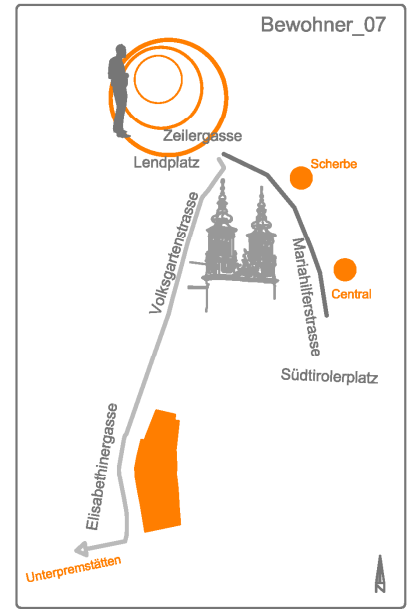 Bewohner_07
Zeilergasse
Lendplatz
Scherbe
Volksgartenstrasse
Mariahilferstrasse
Central
Südtirolerplatz
Elisabethinergasse
Unterpremstätten
N